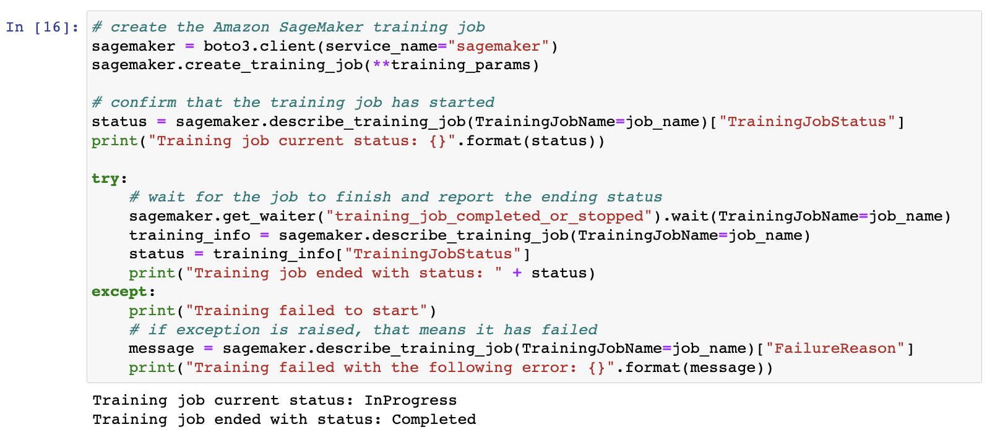 In [16]: # create the Amazon SageMaker training job
sagemaker = boto3.client(service_name="sagemaker")
sagemaker.create_training_job(**training_params)
# confirm that the training job has started
status = sagemaker.describe_training_job(TrainingJobName=job_name)["TrainingJobStatus"]
print("Training job current status: {}".format(status))
try:
    # wait for the job to finish and report the ending status
    sagemaker.get_waiter("training_job_completed_or_stopped").wait(TrainingJobName=job_name)
    training_info = sagemaker.describe_training_job(TrainingJobName=job_name)
    status = training_info["TrainingJobStatus"]
    print("Training job ended with status: " + status)
except:
    print("Training failed to start")
    # if exception is raised, that means it has failed
    message = sagemaker.describe_training_job(TrainingJobName=job_name)["FailureReason"]
    print("Training failed with the following error: {}".format(message))
Training job current status: InProgress
Training job ended with status: Completed